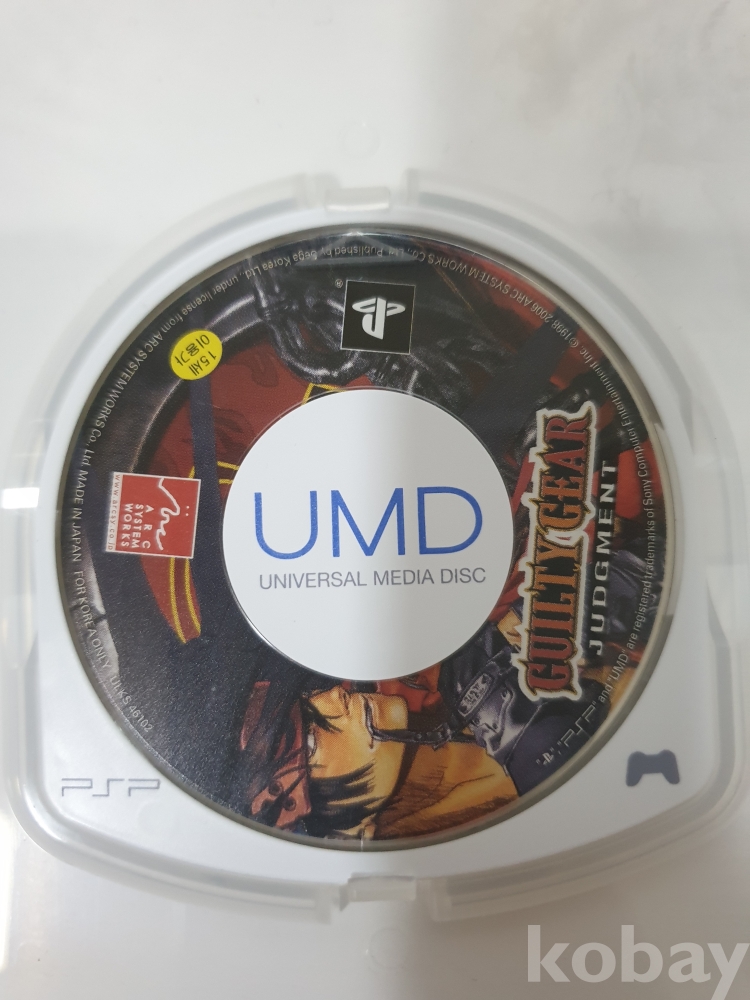 ©1998-2006 ARC SYSTEM WORKS Co., Ltd. Published by Sega Korea Ltd., under license from ARC SYSTEM WORKS Co., Ltd. MADE IN JAPAN FOR KOREA ONLY ULKS 46102
®
15세
이용가
UMD
UNIVERSAL MEDIA DISC
GUILTY GEAR
JUDGMENT
ARC
SYSTEM
WORKS
www.arcsy.co.jp
and "UMD" are registered trademarks of Sony Computer Entertainment Inc.
PSP
kobay